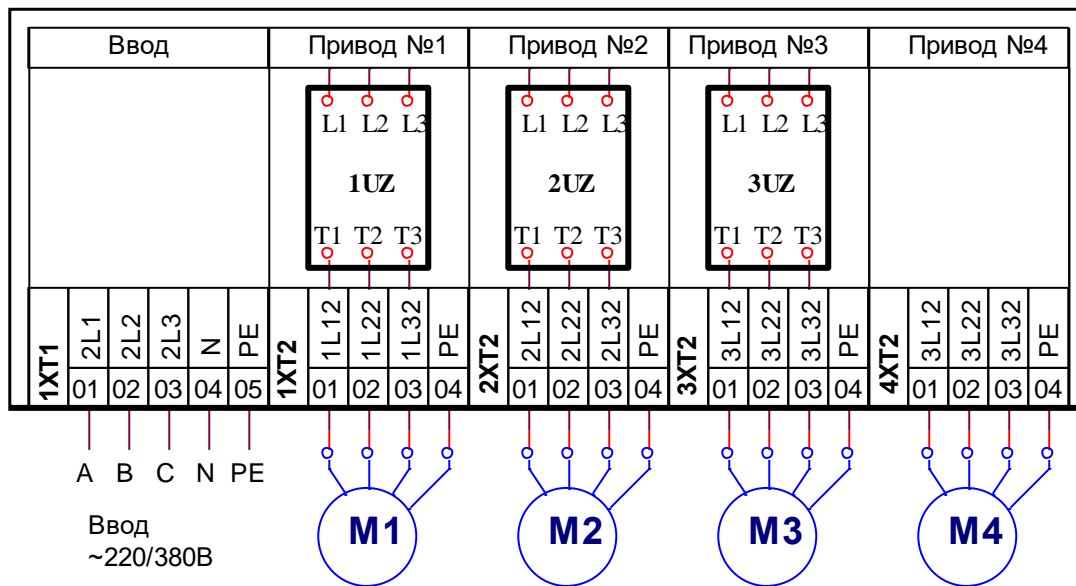 Ввод Привод №1 Привод №2 Привод №3 Привод №4
L1 L2 L3 L1 L2 L3 L1 L2 L3
1UZ 2UZ 3UZ
T1 T2 T3 T1 T2 T3 T1 T2 T3
1XT1 2L1 2L2 2L3 N PE 1XT2 1L12 1L22 1L32 PE 2XT2 2L12 2L22 2L32 PE 3XT2 3L12 3L22 3L32 PE 4XT2 3L12 3L22 3L32 PE
01 02 03 04 05 01 02 03 04 01 02 03 04 01 02 03 04 01 02 03 04
A B C N PE
M1 M2 M3 M4
Ввод
~220/380В